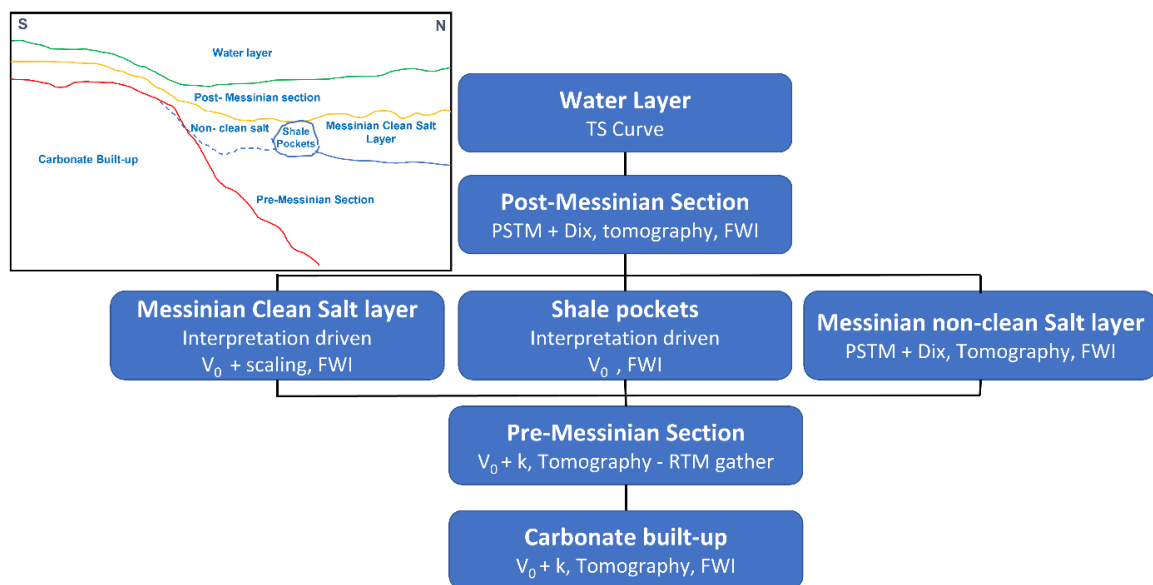 S
N
Water layer
Post- Messinian section
Non- clean salt
Shale
Pockets
Messinian Clean Salt
Layer
Carbonate Built-up
Pre-Messinian Section
Water Layer
TS Curve
Post-Messinian Section
PSTM + Dix, tomography, FWI
Messinian Clean Salt layer
Interpretation driven
V₀ + scaling, FWI
Shale pockets
Interpretation driven
V₀ , FWI
Messinian non-clean Salt layer
PSTM + Dix, Tomography, FWI
Pre-Messinian Section
V₀ + k, Tomography - RTM gather
Carbonate built-up
V₀ + k, Tomography, FWI